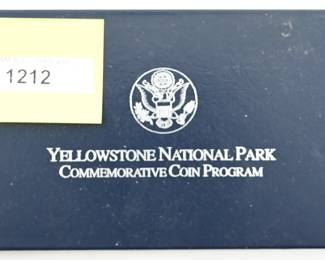 1212
YELLOWSTONE NATIONAL PARK
COMMEMORATIVE COIN PROGRAM